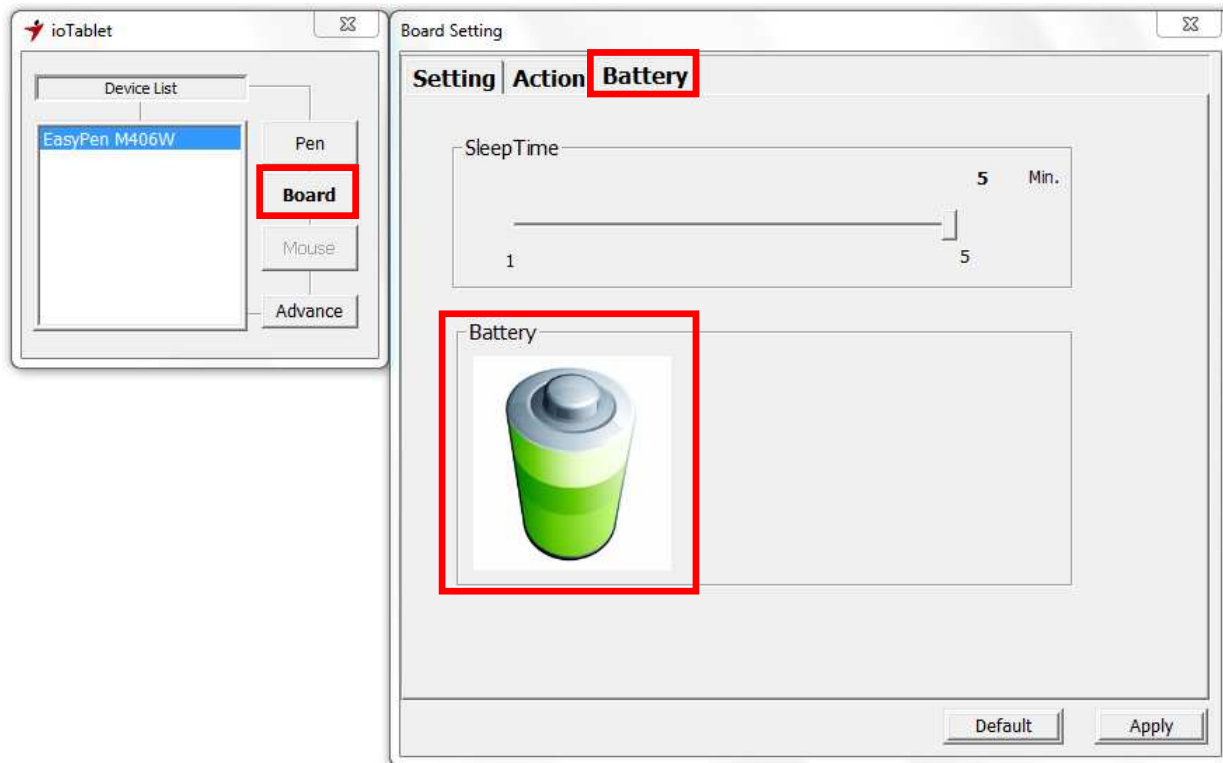 ioTablet
Device List
EasyPen M406W
Pen
Board
Mouse
Advance
Board Setting
Setting Action Battery
SleepTime
5 Min.
1 5
Battery
Default Apply